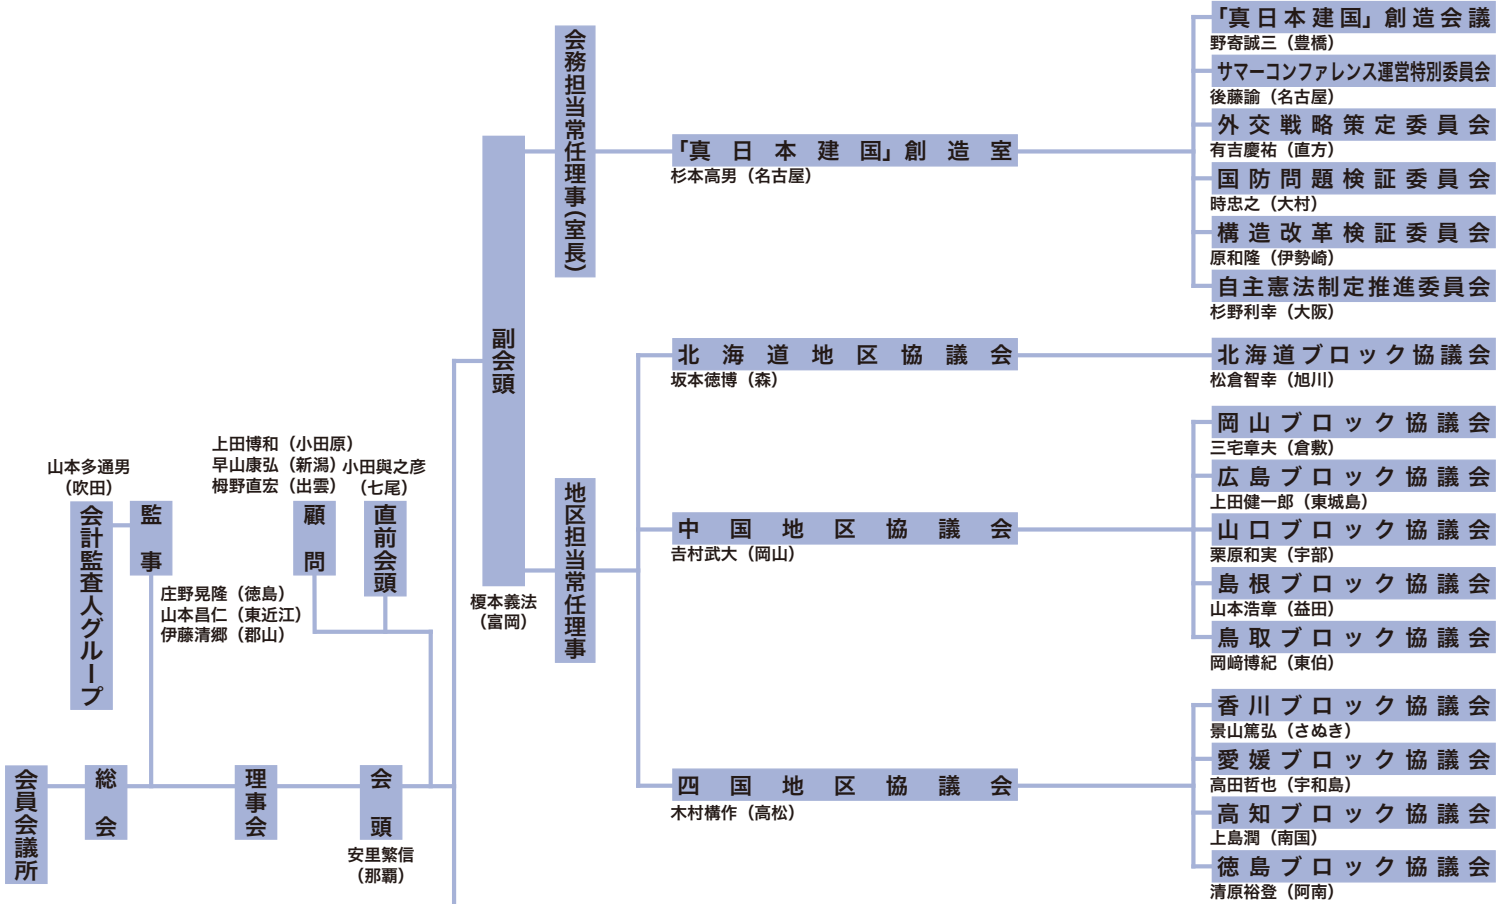 会員会議所
総会
理事会
会頭
安里繁信
（那覇）
山本多通男
（吹田）
会計監査人グループ
監事
庄野晃隆（徳島）
山本昌仁（東近江）
伊藤清郷（郡山）
上田博和（小田原）
早山康弘（新潟）
栂野直宏（出雲）
顧問
小田與之彦
（七尾）
直前会頭
副会頭
榎本義法
（富岡）
会務担当常任理事（室長）
「真日本建国」創造室
杉本高男（名古屋）
「真日本建国」創造会議
野寄誠三（豊橋）
サマーコンファレンス運営特別委員会
後藤諭（名古屋）
外交戦略策定委員会
有吉慶祐（直方）
国防問題検証委員会
時忠之（大村）
構造改革検証委員会
原和隆（伊勢崎）
自主憲法制定推進委員会
杉野利幸（大阪）
地区担当常任理事
北海道地区協議会
坂本徳博（森）
北海道ブロック協議会
松倉智幸（旭川）
中国地区協議会
𠮷村武大（岡山）
岡山ブロック協議会
三宅章夫（倉敷）
広島ブロック協議会
上田健一郎（東城島）
山口ブロック協議会
栗原和実（宇部）
島根ブロック協議会
山本浩章（益田）
鳥取ブロック協議会
岡﨑博紀（東伯）
四国地区協議会
木村構作（高松）
香川ブロック協議会
景山篤弘（さぬき）
愛媛ブロック協議会
高田哲也（宇和島）
高知ブロック協議会
上島潤（南国）
徳島ブロック協議会
清原裕登（阿南）